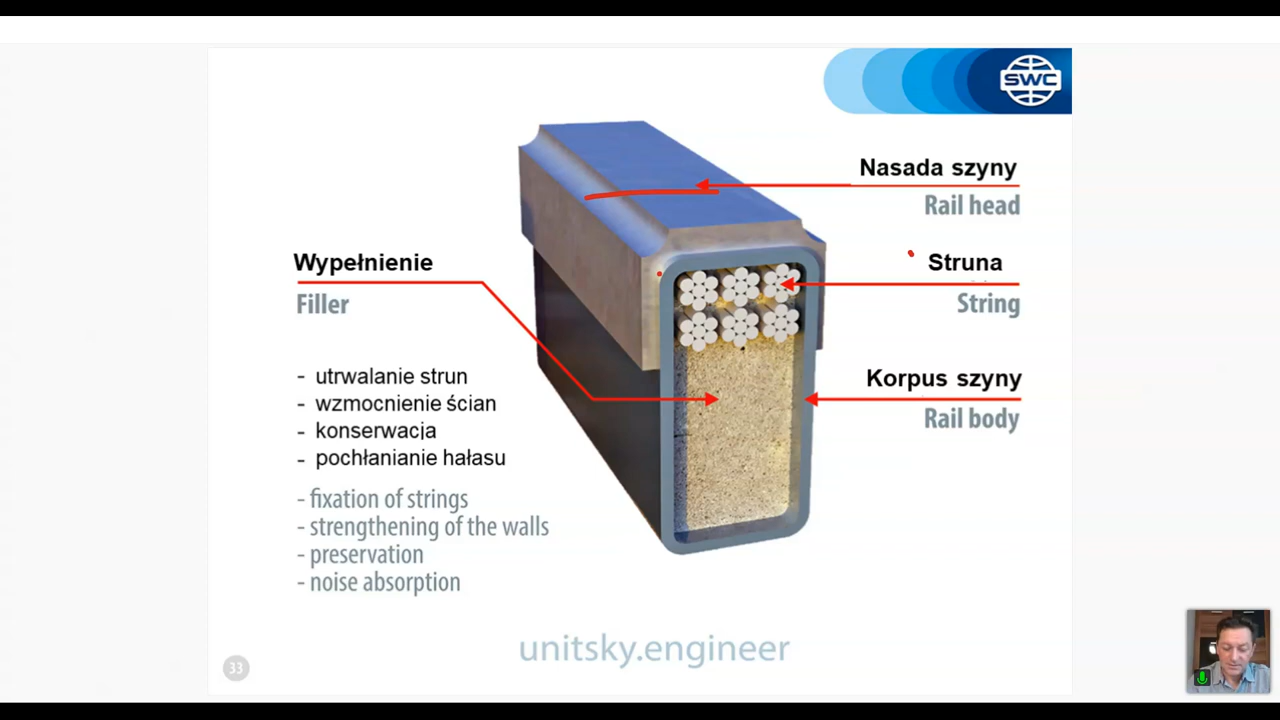 SWC
Nasada szyny
Rail head
Wypełnienie
Filler
Struna
String
- utrwalanie strun
- wzmocnienie ścian
- konserwacja
- pochłanianie hałasu
Korpus szyny
Rail body
- fixation of strings
- strengthening of the walls
- preservation
- noise absorption
unitsky.engineer
33